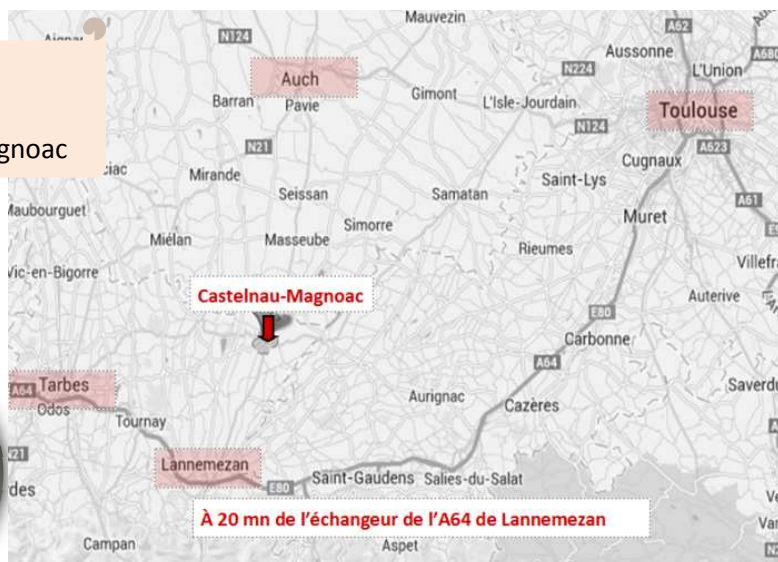 Mauvezin
N124
A62
Aussonne
A680
Auch
N224
L'Union
Barran
Pavie
Gimont
L'Isle-Jourdain
Toulouse
N124
gnoac
N21
A623
Cugnaux
Mirande
Saint-Lys
Seissan
Samatan
A61
Maubourguet
Muret
Simorre
Miélan
Masseube
Rieumes
Vic-en-Bigorre
Castelnau-Magnoac
Auterive
E80
Carbonne
A64
Tarbes
A64
Odos
Aurignac
Cazères
Tournay
N21
Lannemezan
Saint-Gaudens
Salies-du-Salat
E80
des
À 20 mn de l'échangeur de l'A64 de Lannemezan
Campan
Aspet